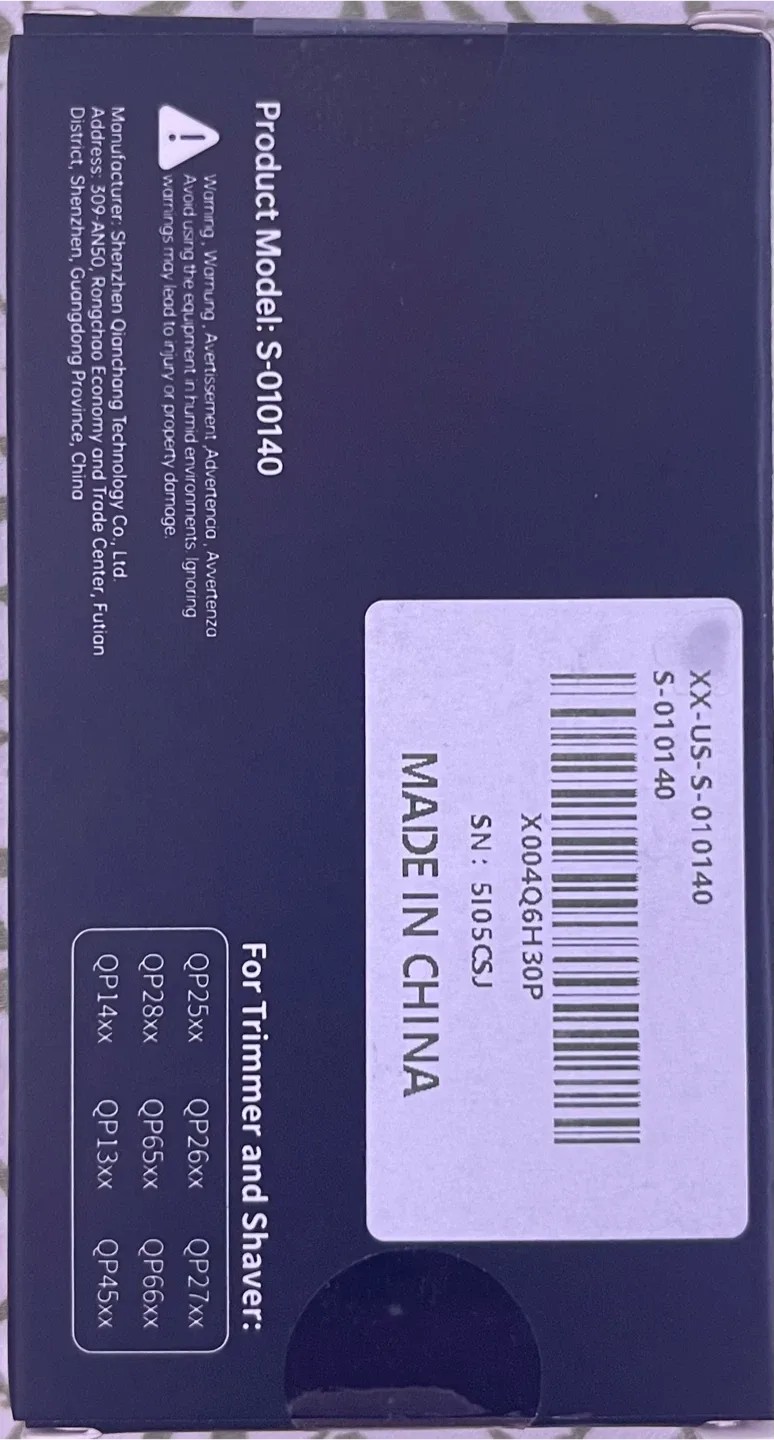 XX-US-S-010140
S-010140
X004Q6H30P
SN: 5I05CSJ
MADE IN CHINA
Product Model: S-010140
Warning , Warnung , Avertissement ,Advertencia , Avvertenza
Avoid using the equipment in humid environments. Ignoring
warnings may lead to injury or property damage.
Manufacturer: Shenzhen Qianchang Technology Co., Ltd.
Address: 309-AN50, Rongchao Economy and Trade Center, Futian
District, Shenzhen, Guangdong Province, China
For Trimmer and Shaver:
QP25xx QP26xx QP27xx
QP28xx QP65xx QP66xx
QP14xx QP13xx QP45xx